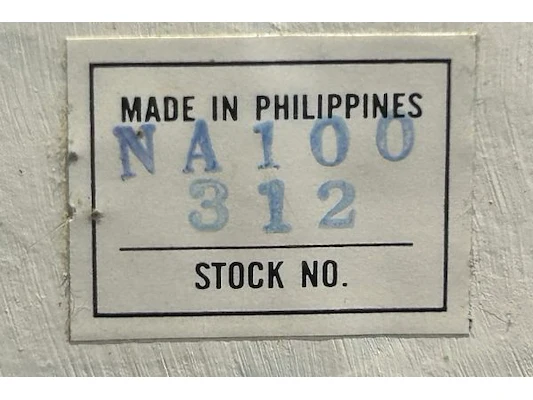 MADE IN PHILIPPINES
NA100
312
STOCK NO.